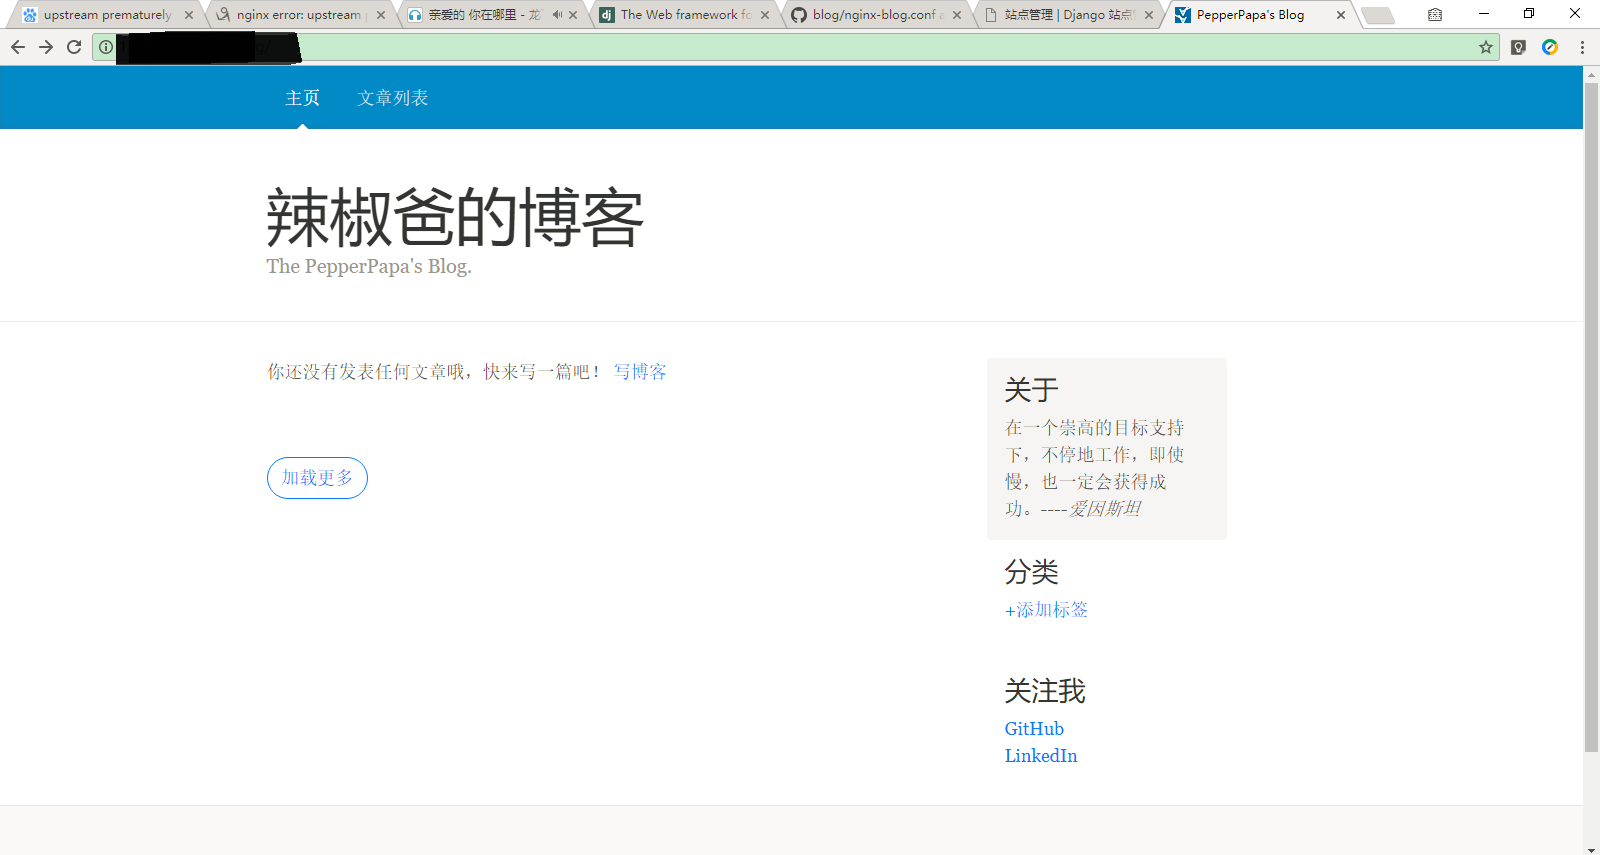 upstream prematurely
nginx error: upstream
亲爱的 你在哪里 - 龙
The Web framework fo
blog/nginx-blog.conf a
站点管理 | Django 站点
PepperPapa's Blog
主页
文章列表
辣椒爸的博客
The PepperPapa's Blog.
你还没有发表任何文章哦，快来写一篇吧！ 写博客
加载更多
关于
在一个崇高的目标支持
下，不停地工作，即使
慢，也一定会获得成
功。----爱因斯坦
分类
+添加标签
关注我
GitHub
LinkedIn